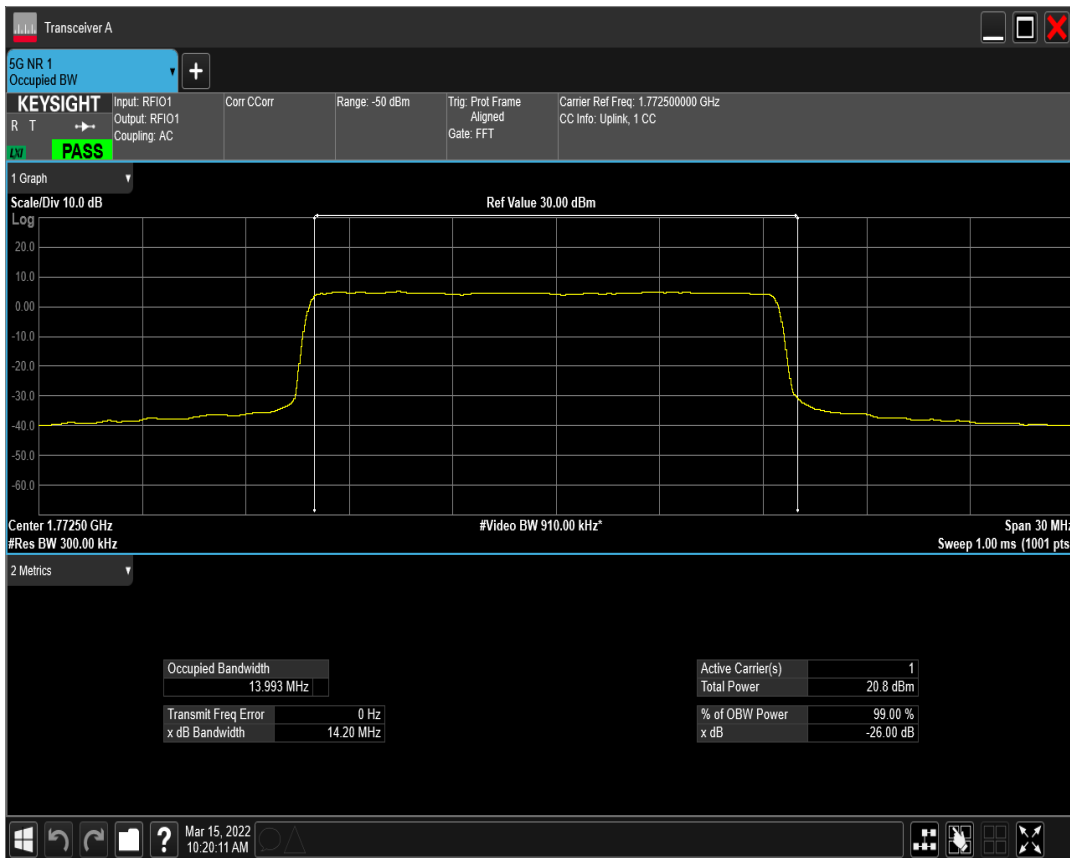 Transceiver A
5G NR 1
Occupied BW
+
KEYSIGHT
R T
LXI
PASS
Input: RFIO1
Output: RFIO1
Coupling: AC
Corr CCorr
Range: -50 dBm
Trig: Prot Frame
Aligned
Gate: FFT
Carrier Ref Freq: 1.772500000 GHz
CC Info: Uplink, 1 CC
1 Graph
Scale/Div 10.0 dB
Ref Value 30.00 dBm
Log
20.0
10.0
0.00
-10.0
-20.0
-30.0
-40.0
-50.0
-60.0
Center 1.77250 GHz
#Video BW 910.00 kHz*
Span 30 MHz
#Res BW 300.00 kHz
Sweep 1.00 ms (1001 pts
2 Metrics
Occupied Bandwidth
13.993 MHz
Transmit Freq Error 0 Hz
x dB Bandwidth 14.20 MHz
Active Carrier(s) 1
Total Power 20.8 dBm
% of OBW Power 99.00 %
x dB -26.00 dB
?
Mar 15, 2022
10:20:11 AM